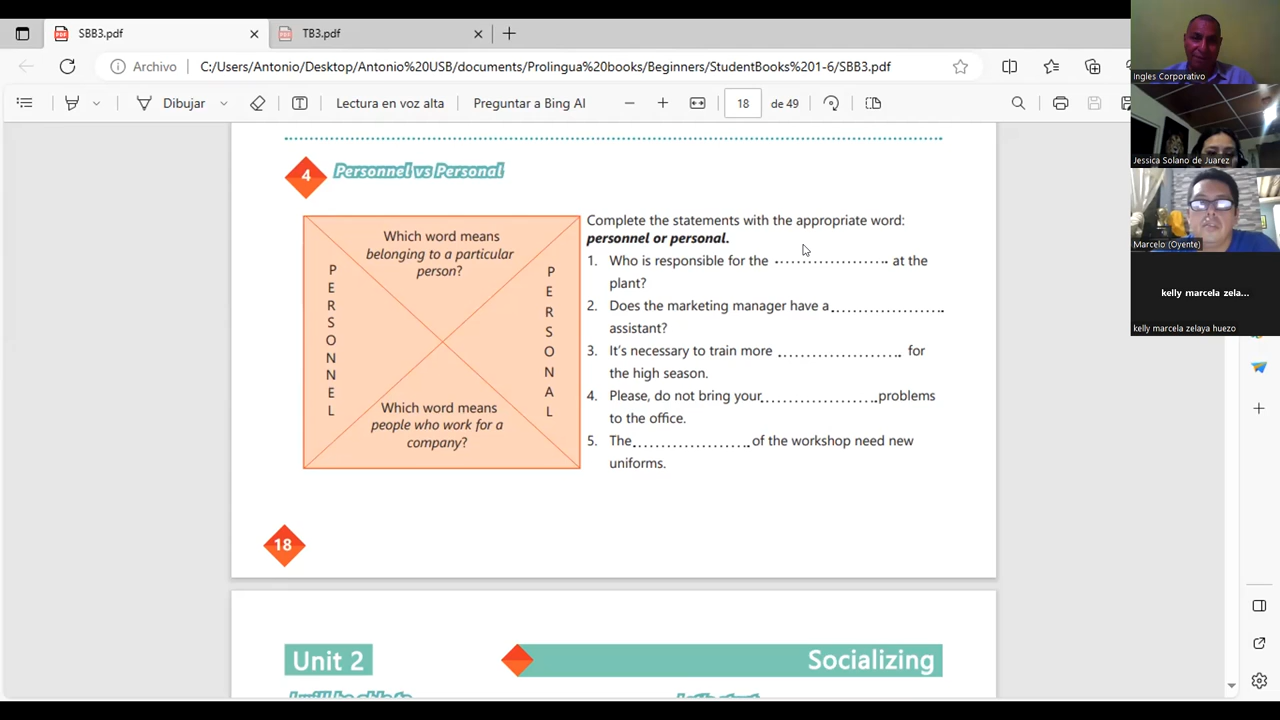 SBB3.pdf
TB3.pdf
Archivo
C:/Users/Antonio/Desktop/Antonio%20USB/documents/Prolingua%20books/Beginners/StudentBooks%201-6/SBB3.pdf
Dibujar
Lectura en voz alta
Preguntar a Bing AI
18
de 49
4
Personnel vs Personal
Which word means
belonging to a particular
person?
PERSONNEL
PERSONAL
Which word means
people who work for a
company?
Complete the statements with the appropriate word:
personnel or personal.
1. Who is responsible for the .................... at the
plant?
2. Does the marketing manager have a ....................
assistant?
3. It's necessary to train more .................... for
the high season.
4. Please, do not bring your .................... problems
to the office.
5. The .................... of the workshop need new
uniforms.
18
Unit 2
Socializing
Ingles Corporativo
Jessica Solano de Juarez
Marcelo (Oyente)
kelly marcela zela...
kelly marcela zelaya huezo